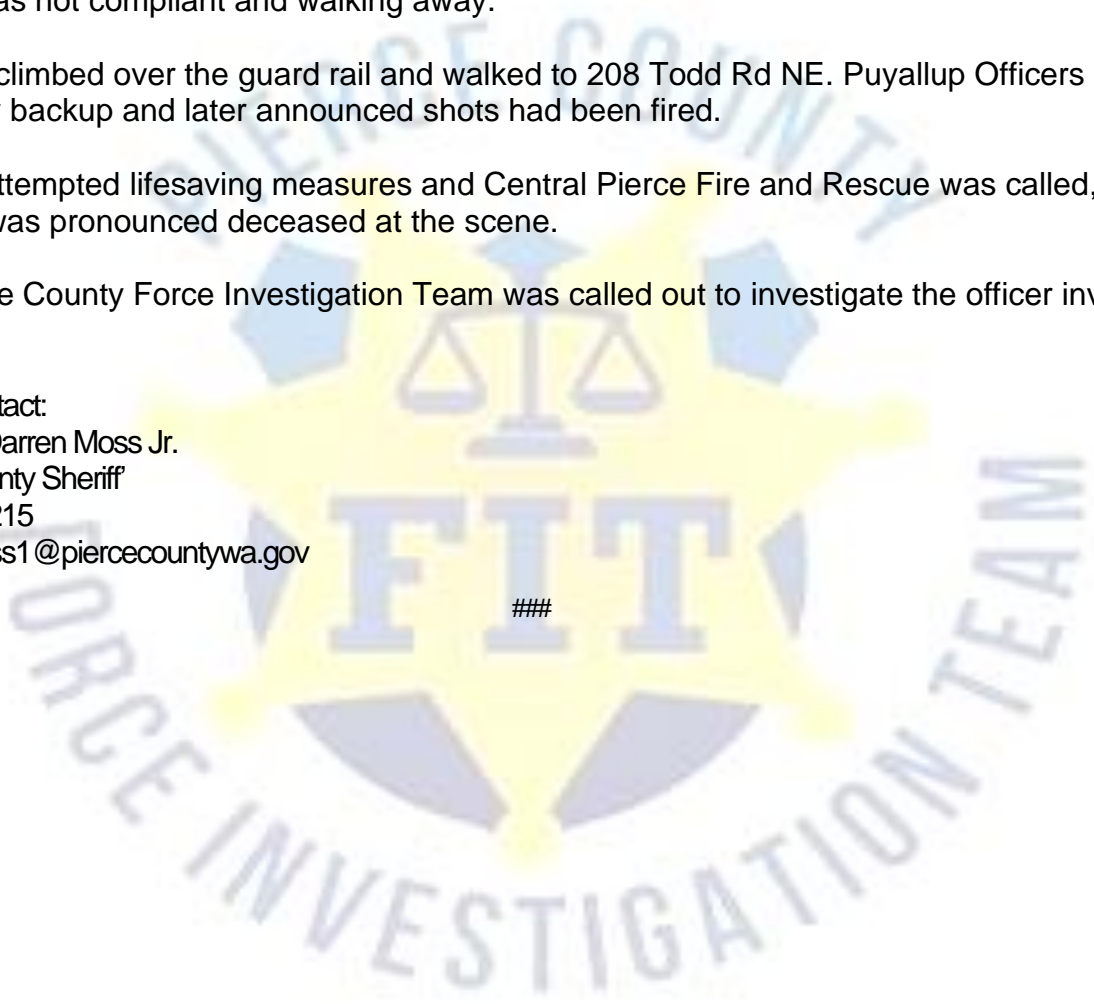 as not compliant and walking away.
climbed over the guard rail and walked to 208 Todd Rd NE. Puyallup Officers
backup and later announced shots had been fired.
ttempted lifesaving measures and Central Pierce Fire and Rescue was called,
was pronounced deceased at the scene.
e County Force Investigation Team was called out to investigate the officer inv
tact:
arren Moss Jr.
nty Sheriff'
215
ss1@piercecountywa.gov
###
PIERCE COUNTY
FIT
FORCE INVESTIGATION TEAM